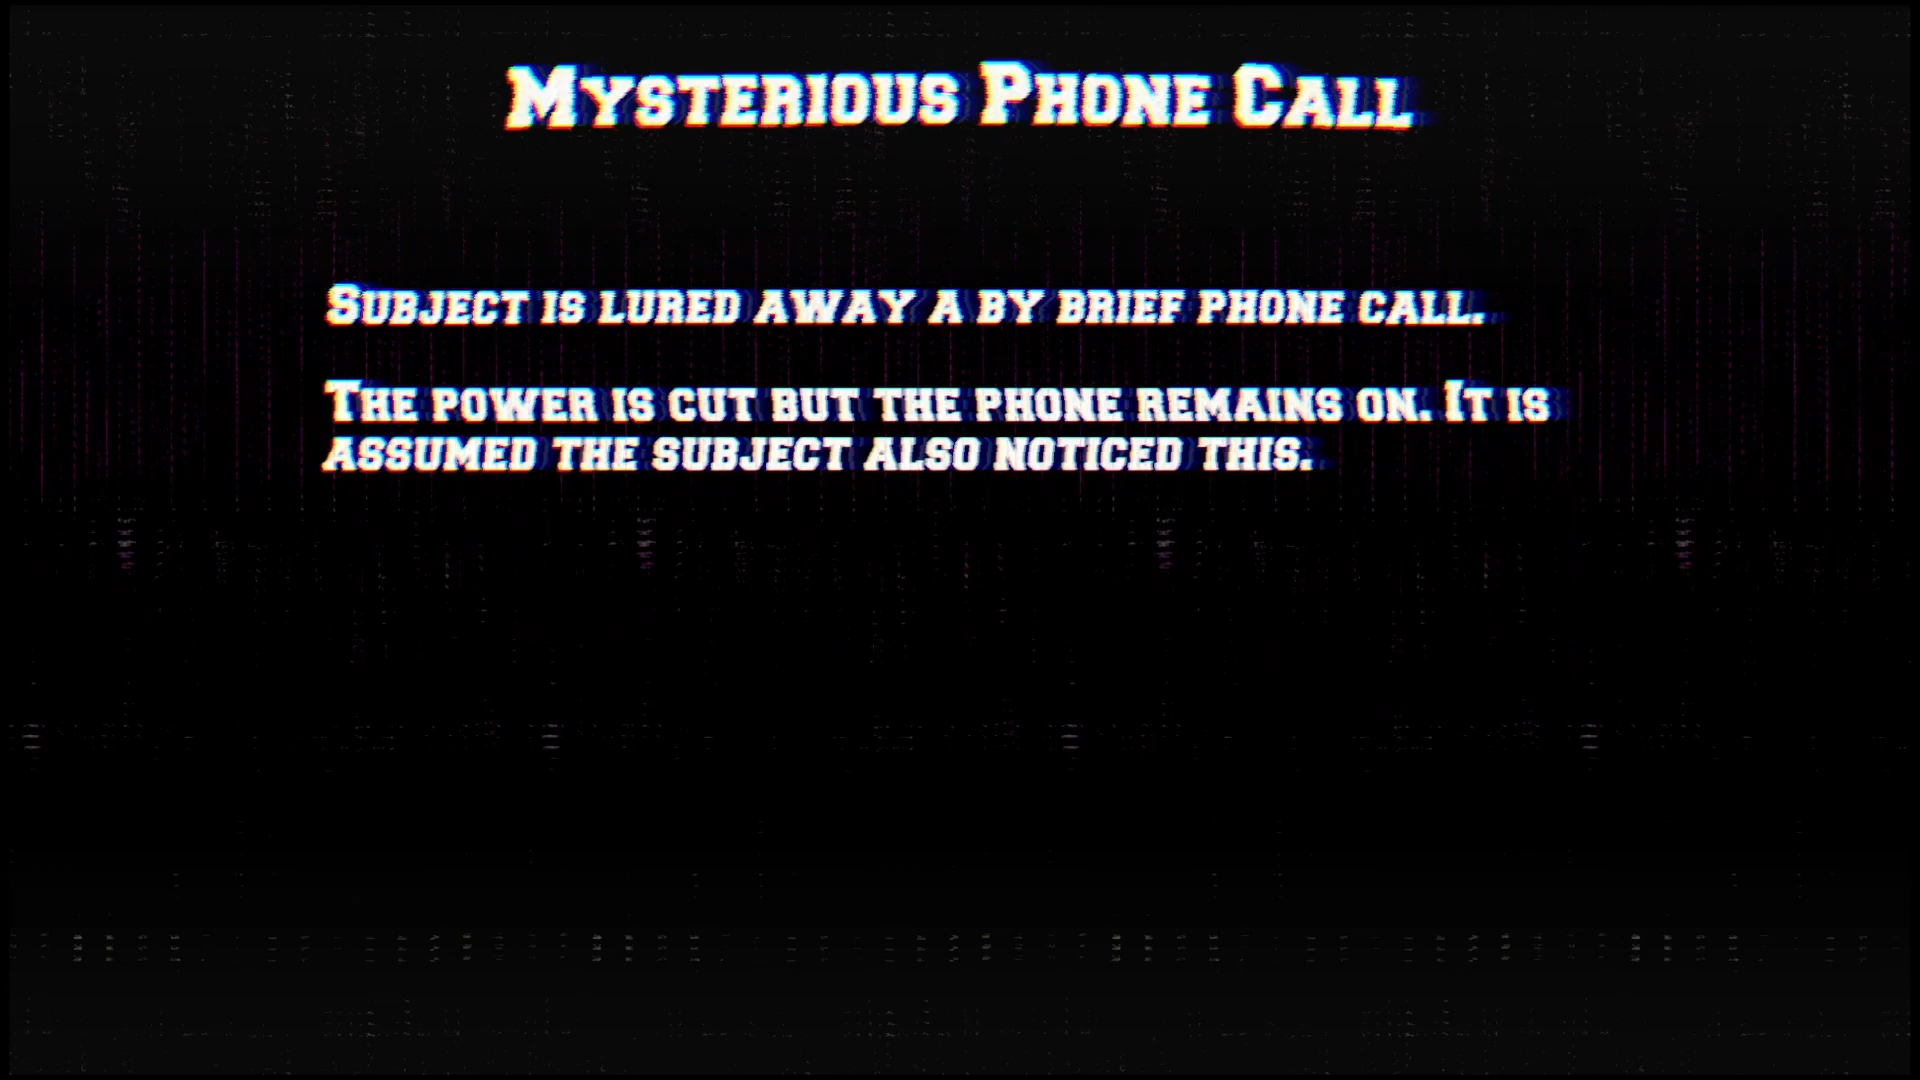 Mysterious Phone Call
Subject is lured away a by brief phone call.
The power is cut but the phone remains on. It is
assumed the subject also noticed this.